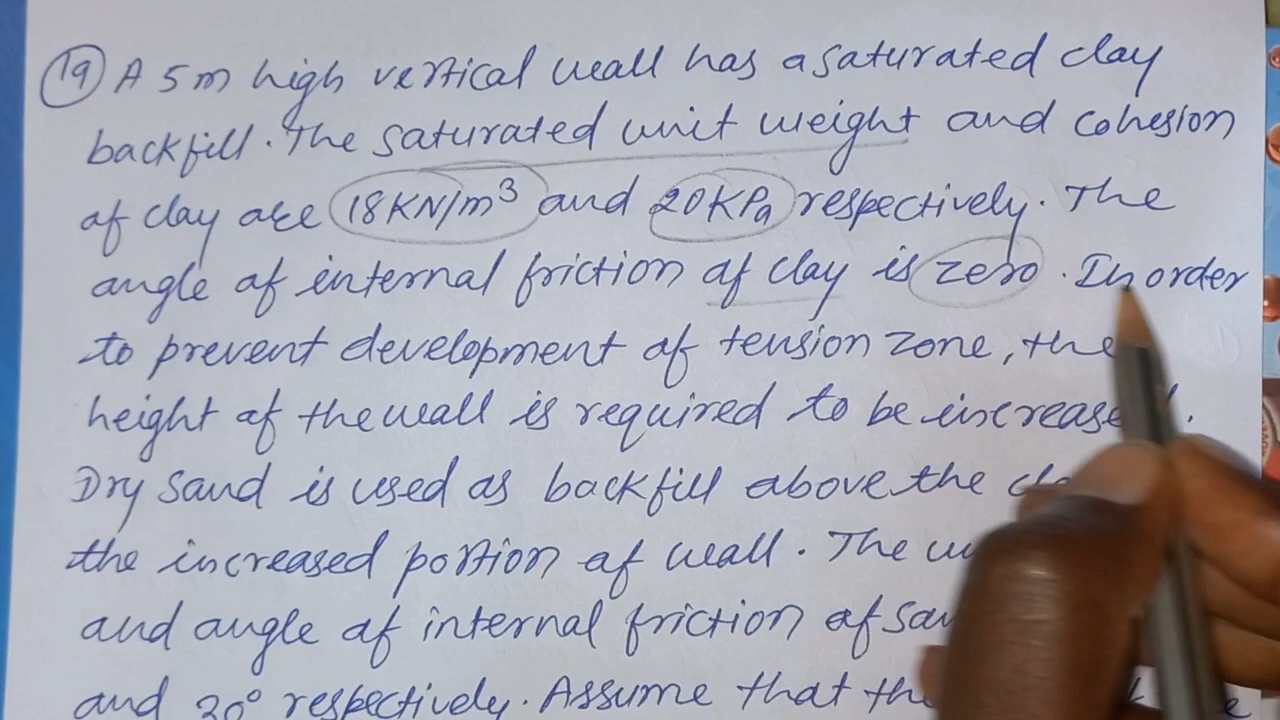 19 A 5m high vertical wall has a saturated clay
backfill. The saturated unit weight and cohesion
of clay are 18KN/m³ and 20KPa respectively. The
angle of internal friction of clay is zero. In order
to prevent development of tension zone, the
height of the wall is required to be increased.
Dry sand is used as backfill above the
the increased portion of wall. The
and angle of internal friction of
and 30° respectively. Assume that